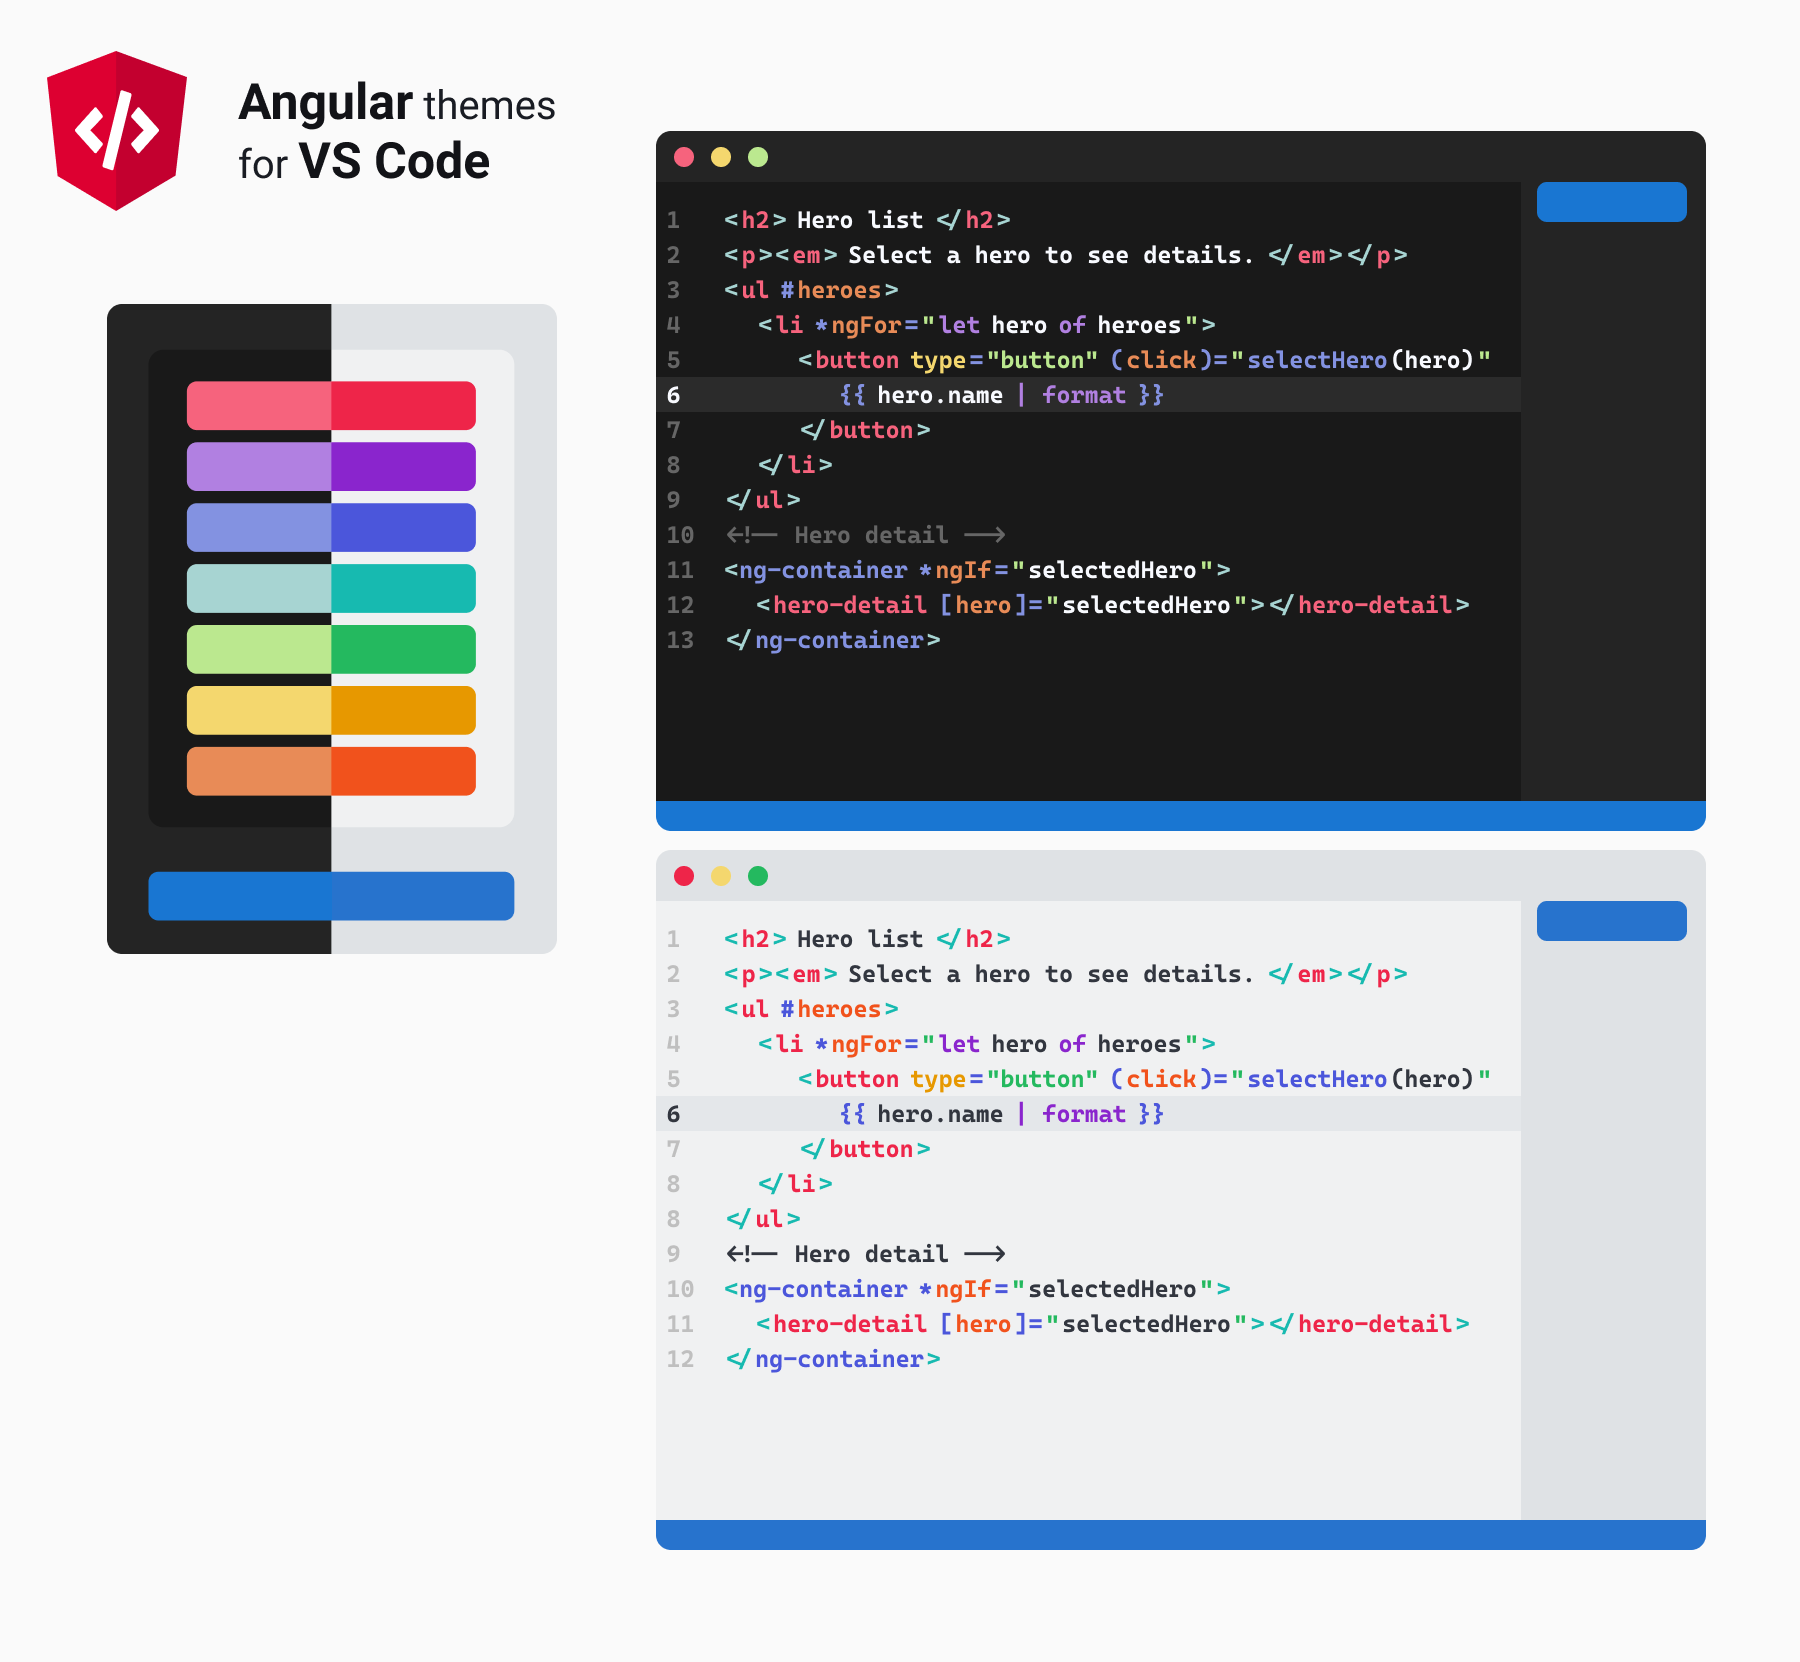 Angular themes
for VS Code
1 <h2> Hero list </h2>
2 <p><em> Select a hero to see details. </em></p>
3 <ul #heroes>
4 <li *ngFor="let hero of heroes">
5 <button type="button" (click)="selectHero(hero)"
6 {{ hero.name | format }}
7 </button>
8 </li>
9 </ul>
10 <!-- Hero detail -->
11 <ng-container *ngIf="selectedHero">
12 <hero-detail [hero]="selectedHero"></hero-detail>
13 </ng-container>
1 <h2> Hero list </h2>
2 <p><em> Select a hero to see details. </em></p>
3 <ul #heroes>
4 <li *ngFor="let hero of heroes">
5 <button type="button" (click)="selectHero(hero)"
6 {{ hero.name | format }}
7 </button>
8 </li>
8 </ul>
9 <!-- Hero detail -->
10 <ng-container *ngIf="selectedHero">
11 <hero-detail [hero]="selectedHero"></hero-detail>
12 </ng-container>